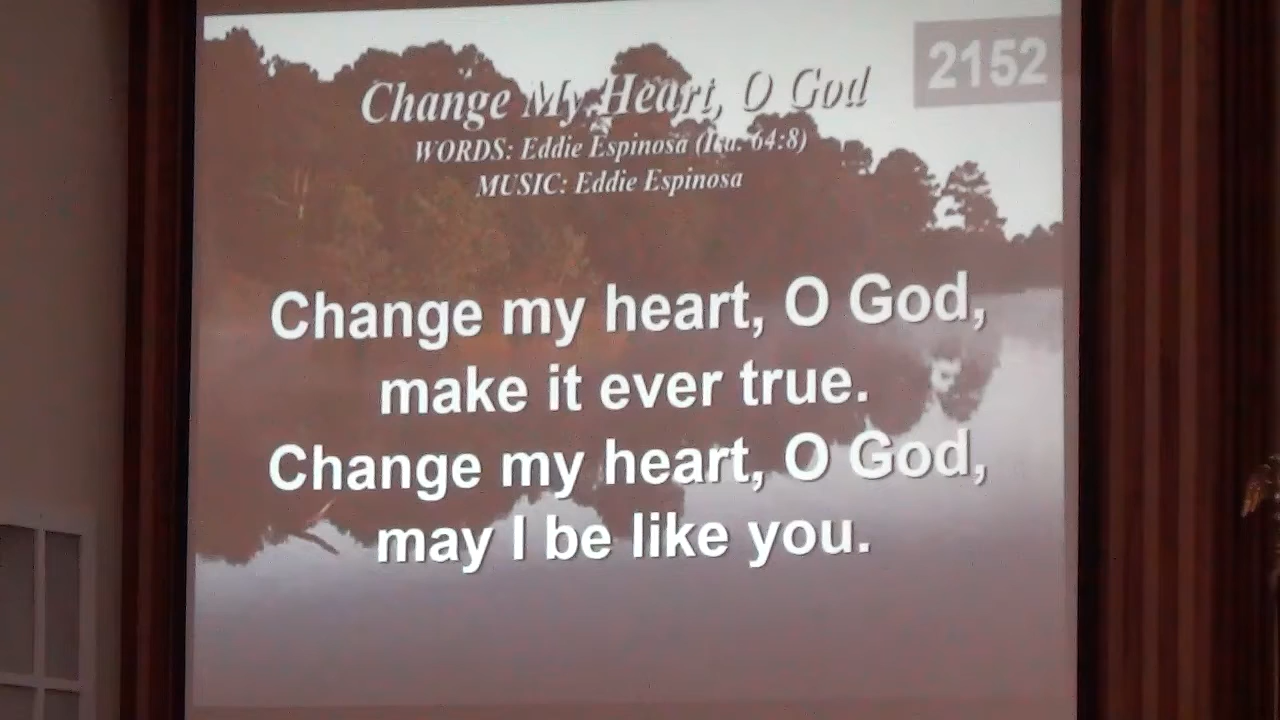 2152
Change My Heart, O God
WORDS: Eddie Espinosa (Isa. 64:8)
MUSIC: Eddie Espinosa
Change my heart, O God,
make it ever true.
Change my heart, O God,
may I be like you.